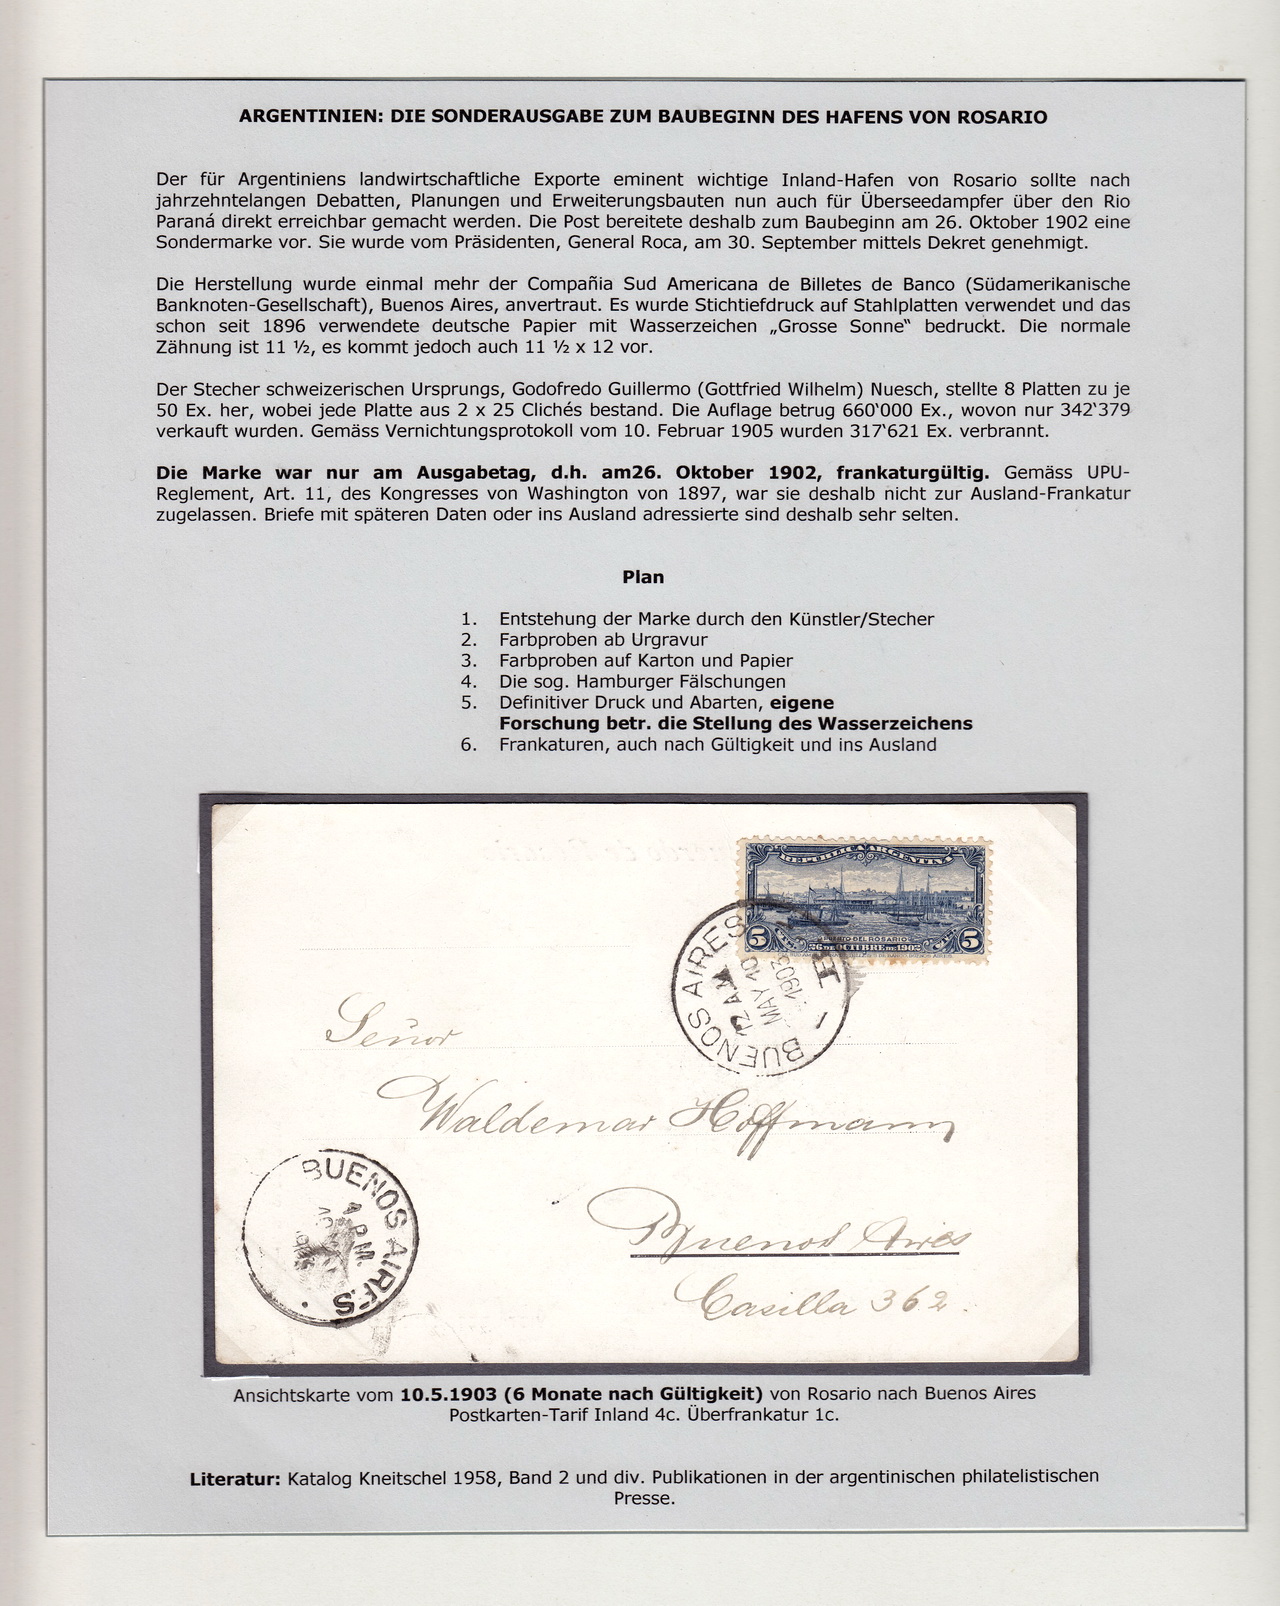 ARGENTINIEN: DIE SONDERAUSGABE ZUM BAUBEGINN DES HAFENS VON ROSARIO
Der für Argentiniens landwirtschaftliche Exporte eminent wichtige Inland-Hafen von Rosario sollte nach
jahrzehntelangen Debatten, Planungen und Erweiterungsbauten nun auch für Überseedampfer über den Rio
Paraná direkt erreichbar gemacht werden. Die Post bereitete deshalb zum Baubeginn am 26. Oktober 1902 eine
Sondermarke vor. Sie wurde vom Präsidenten, General Roca, am 30. September mittels Dekret genehmigt.
Die Herstellung wurde einmal mehr der Compañia Sud Americana de Billetes de Banco (Südamerikanische
Banknoten-Gesellschaft), Buenos Aires, anvertraut. Es wurde Stichtiefdruck auf Stahlplatten verwendet und das
schon seit 1896 verwendete deutsche Papier mit Wasserzeichen „Grosse Sonne" bedruckt. Die normale
Zähnung ist 11 ½, es kommt jedoch auch 11 ½ x 12 vor.
Der Stecher schweizerischen Ursprungs, Godofredo Guillermo (Gottfried Wilhelm) Nuesch, stellte 8 Platten zu je
50 Ex. her, wobei jede Platte aus 2 x 25 Clichés bestand. Die Auflage betrug 660'000 Ex., wovon nur 342'379
verkauft wurden. Gemäss Vernichtungsprotokoll vom 10. Februar 1905 wurden 317'621 Ex. verbrannt.
Die Marke war nur am Ausgabetag, d.h. am26. Oktober 1902, frankaturgültig. Gemäss UPU-
Reglement, Art. 11, des Kongresses von Washington von 1897, war sie deshalb nicht zur Ausland-Frankatur
zugelassen. Briefe mit späteren Daten oder ins Ausland adressierte sind deshalb sehr selten.
Plan
1. Entstehung der Marke durch den Künstler/Stecher
2. Farbproben ab Urgravur
3. Farbproben auf Karton und Papier
4. Die sog. Hamburger Fälschungen
5. Definitiver Druck und Abarten, eigene
Forschung betr. die Stellung des Wasserzeichens
6. Frankaturen, auch nach Gültigkeit und ins Ausland
REPUBLICA ARGENTINA
PUERTO DEL ROSARIO
5 CTVS 26 DE OCTUBRE DE 1902 CTVS 5
BUENOS AIRES
12 A.M
MAY 10
1903
Señor
Waldemar Hoffmann
Buenos Aires
Casilla 362.
BUENOS AIRES
4 P.M.
Ansichtskarte vom 10.5.1903 (6 Monate nach Gültigkeit) von Rosario nach Buenos Aires
Postkarten-Tarif Inland 4c. Überfrankatur 1c.
Literatur: Katalog Kneitschel 1958, Band 2 und div. Publikationen in der argentinischen philatelistischen
Presse.